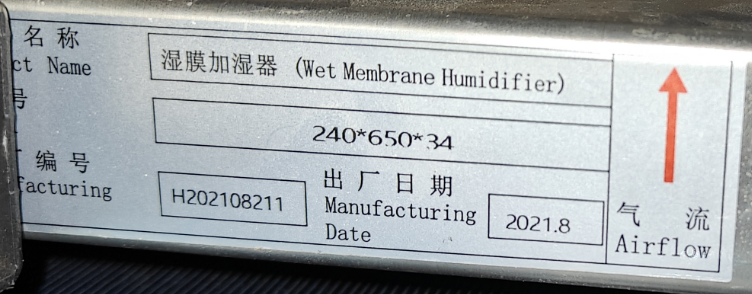 名称
ct Name
湿膜加湿器 (Wet Membrane Humidifier)
号
240*650*34
编号
facturing
H202108211
出厂日期
Manufacturing
Date
2021.8
气流
Airflow